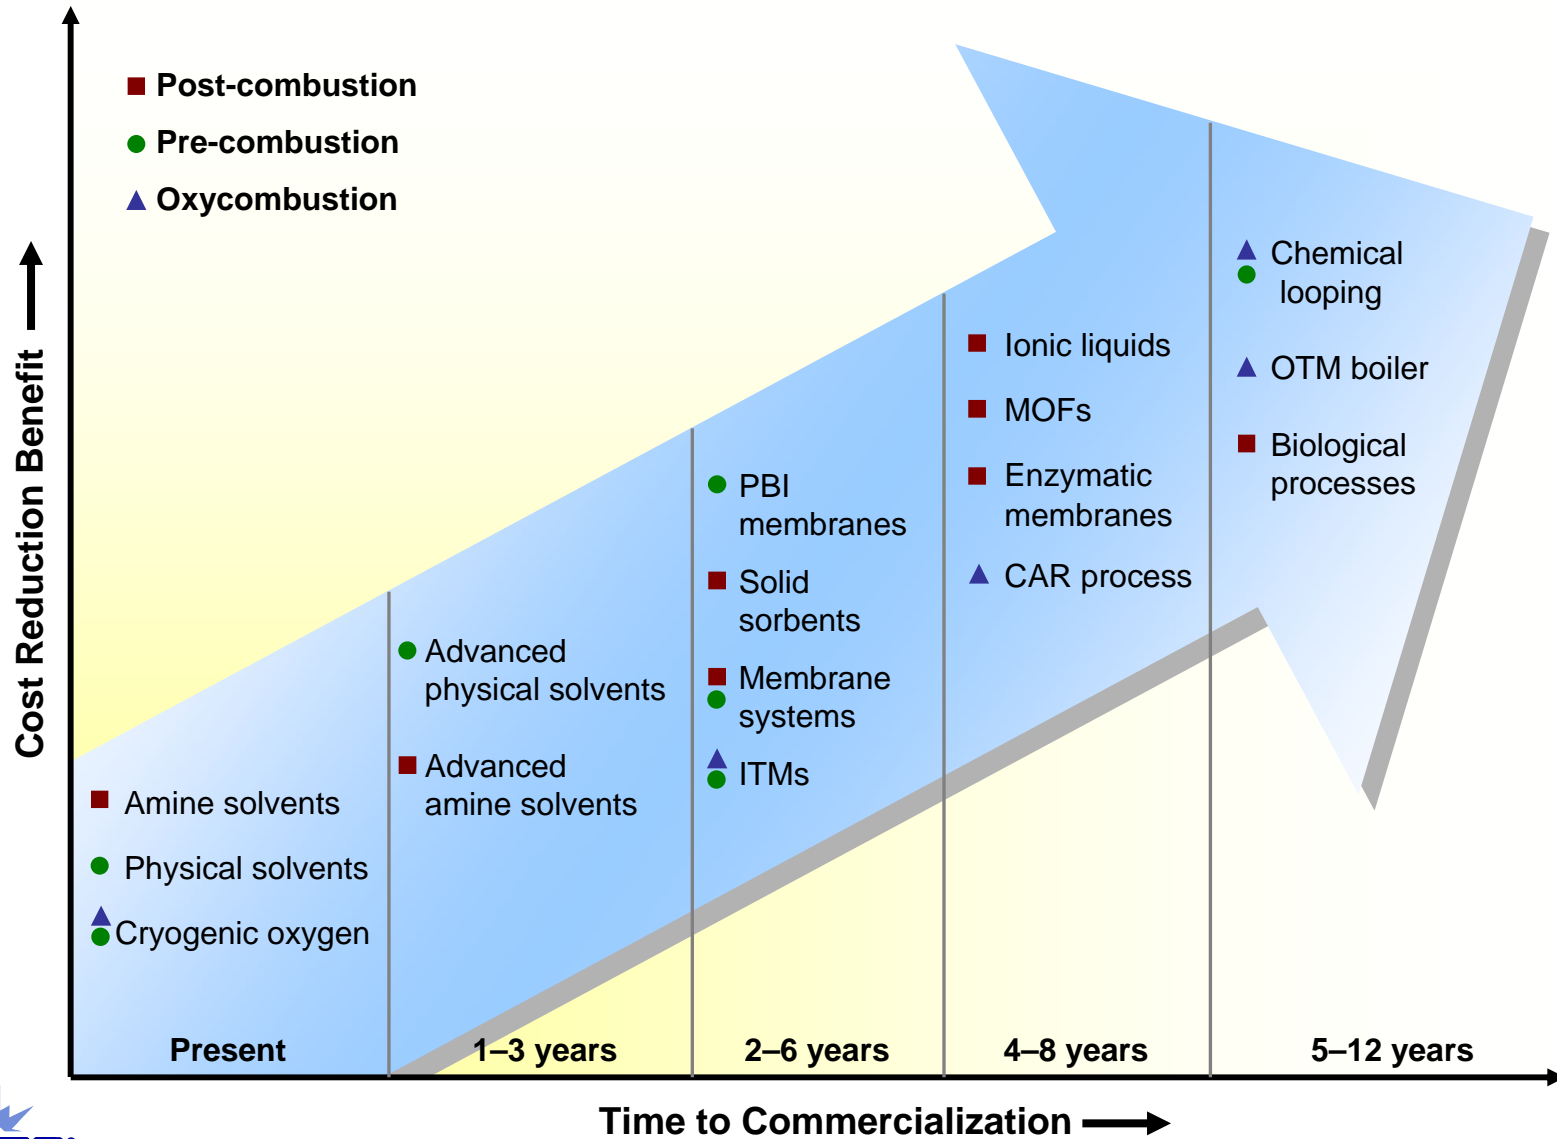 Post-combustion
Pre-combustion
Oxycombustion
Cost Reduction Benefit
Amine solvents
Physical solvents
Cryogenic oxygen
Present
Advanced
physical solvents
Advanced
amine solvents
1–3 years
PBI
membranes
Solid
sorbents
Membrane
systems
ITMs
2–6 years
Ionic liquids
MOFs
Enzymatic
membranes
CAR process
4–8 years
Chemical
looping
OTM boiler
Biological
processes
5–12 years
Time to Commercialization